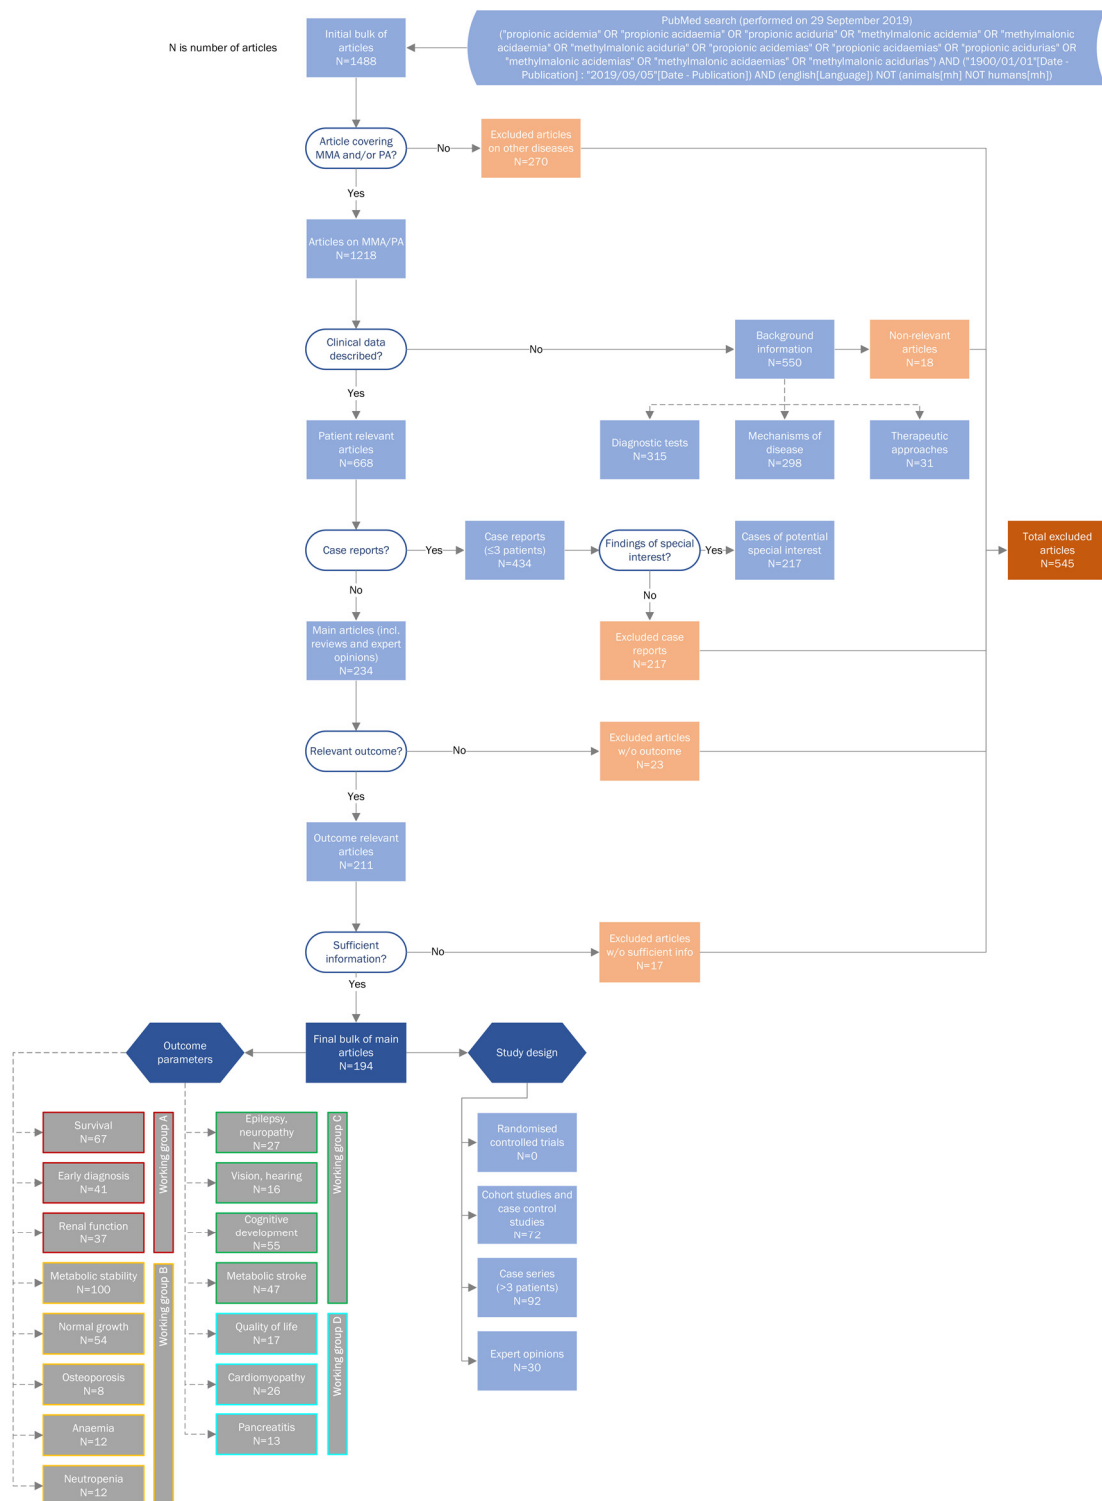 PubMed search (performed on 29 September 2019)
("propionic acidemia" OR "propionic acidaemia" OR "propionic aciduria" OR "methylmalonic acidemia" OR "methylmalonic
acidaemia" OR "methylmalonic aciduria" OR "propionic acidemias" OR "propionic acidaemias" OR "propionic acidurias" OR
"methylmalonic acidemias" OR "methylmalonic acidaemias" OR "methylmalonic acidurias") AND ("1900/01/01"[Date -
Publication] : "2019/09/05"[Date - Publication]) AND (english[Language]) NOT (animals[mh] NOT humans[mh])
N is number of articles
Initial bulk of
articles
N=1488
Article covering
MMA and/or PA?
No
Excluded articles
on other diseases
N=270
Yes
Articles on MMA/PA
N=1218
Clinical data
described?
No
Background
information
N=550
Non-relevant
articles
N=18
Yes
Patient relevant
articles
N=668
Diagnostic tests
N=315
Mechanisms of
disease
N=298
Therapeutic
approaches
N=31
Case reports?
Yes
Case reports
(≤3 patients)
N=434
Findings of special
interest?
Yes
Cases of potential
special interest
N=217
Total excluded
articles
N=545
No
No
Main articles (incl.
reviews and expert
opinions)
N=234
Excluded case
reports
N=217
Relevant outcome?
No
Excluded articles
w/o outcome
N=23
Yes
Outcome relevant
articles
N=211
Sufficient
information?
No
Excluded articles
w/o sufficient info
N=17
Yes
Outcome
parameters
Final bulk of main
articles
N=194
Study design
Survival
N=67
Early diagnosis
N=41
Renal function
N=37
Working group A
Metabolic stability
N=100
Normal growth
N=54
Osteoporosis
N=8
Anaemia
N=12
Neutropenia
N=12
Working group B
Epilepsy,
neuropathy
N=27
Vision, hearing
N=16
Cognitive
development
N=55
Metabolic stroke
N=47
Working group C
Quality of life
N=17
Cardiomyopathy
N=26
Pancreatitis
N=13
Working group D
Randomised
controlled trials
N=0
Cohort studies and
case control
studies
N=72
Case series
(>3 patients)
N=92
Expert opinions
N=30